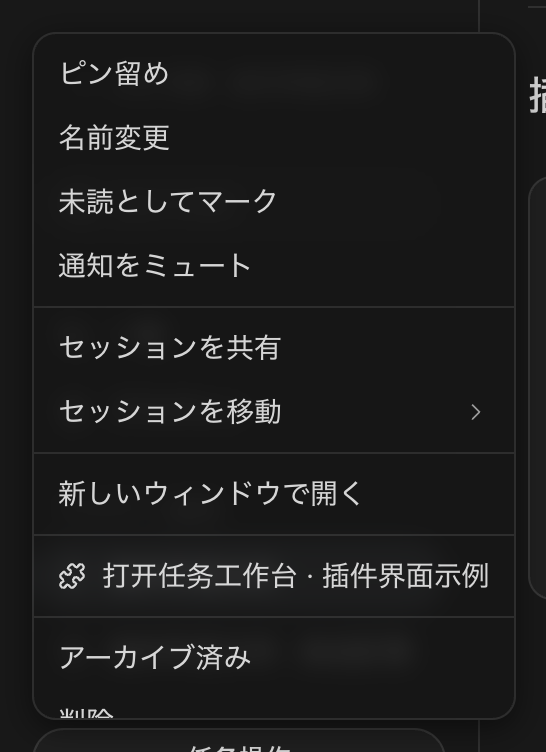 ピン留め
名前変更
未読としてマーク
通知をミュート
セッションを共有
セッションを移動
新しいウィンドウで開く
打开任务工作台 · 插件界面示例
アーカイブ済み
削除